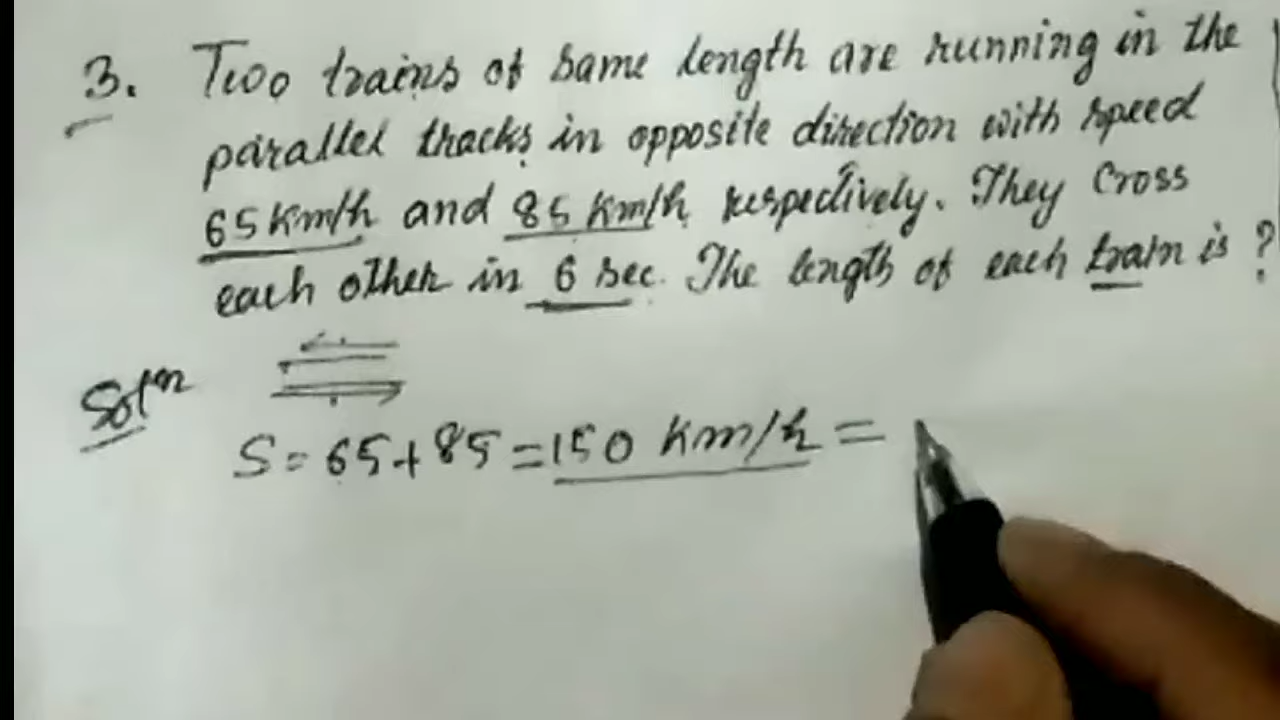 3. Two trains of same length are running in the
parallel tracks in opposite direction with speed
65 Km/h and 85 Km/h respectively. They Cross
each other in 6 sec. The length of each train is ?
Soln
S = 65 + 85 = 150 Km/h =